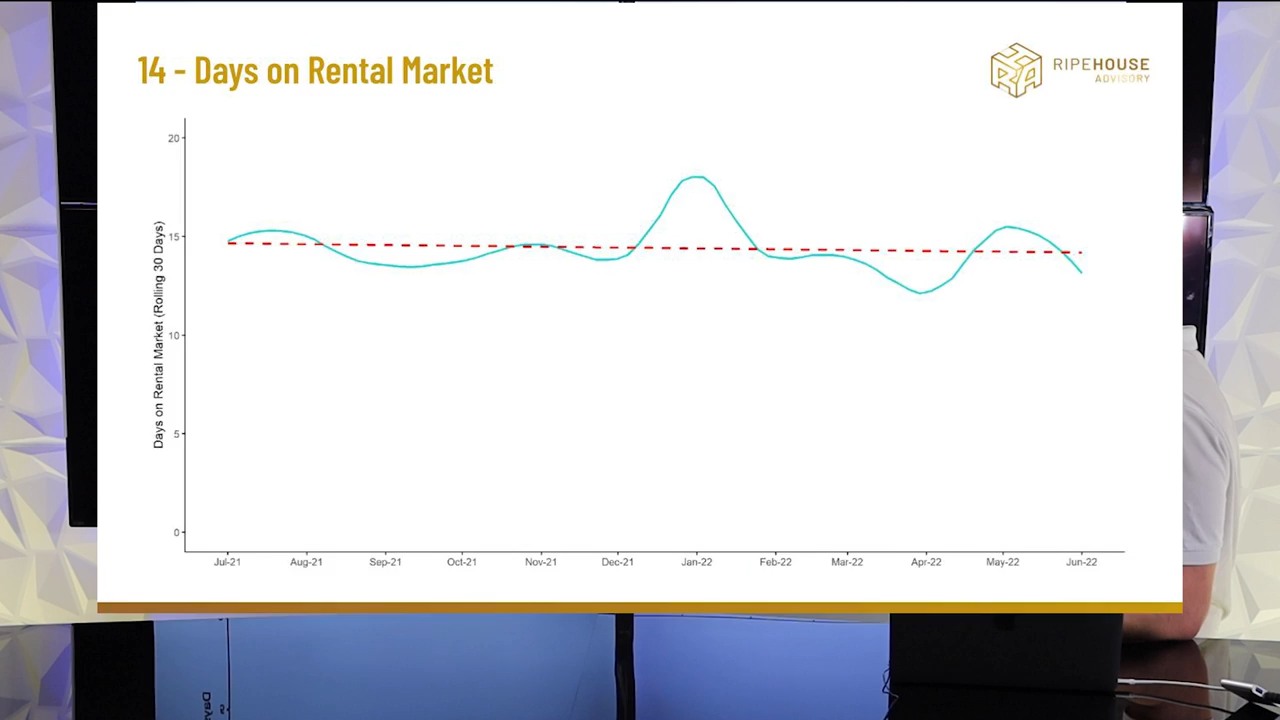 14 - Days on Rental Market
RIPEHOUSE
ADVISORY
20
15
10
5
0
Days on Rental Market (Rolling 30 Days)
Jul-21 Aug-21 Sep-21 Oct-21 Nov-21 Dec-21 Jan-22 Feb-22 Mar-22 Apr-22 May-22 Jun-22